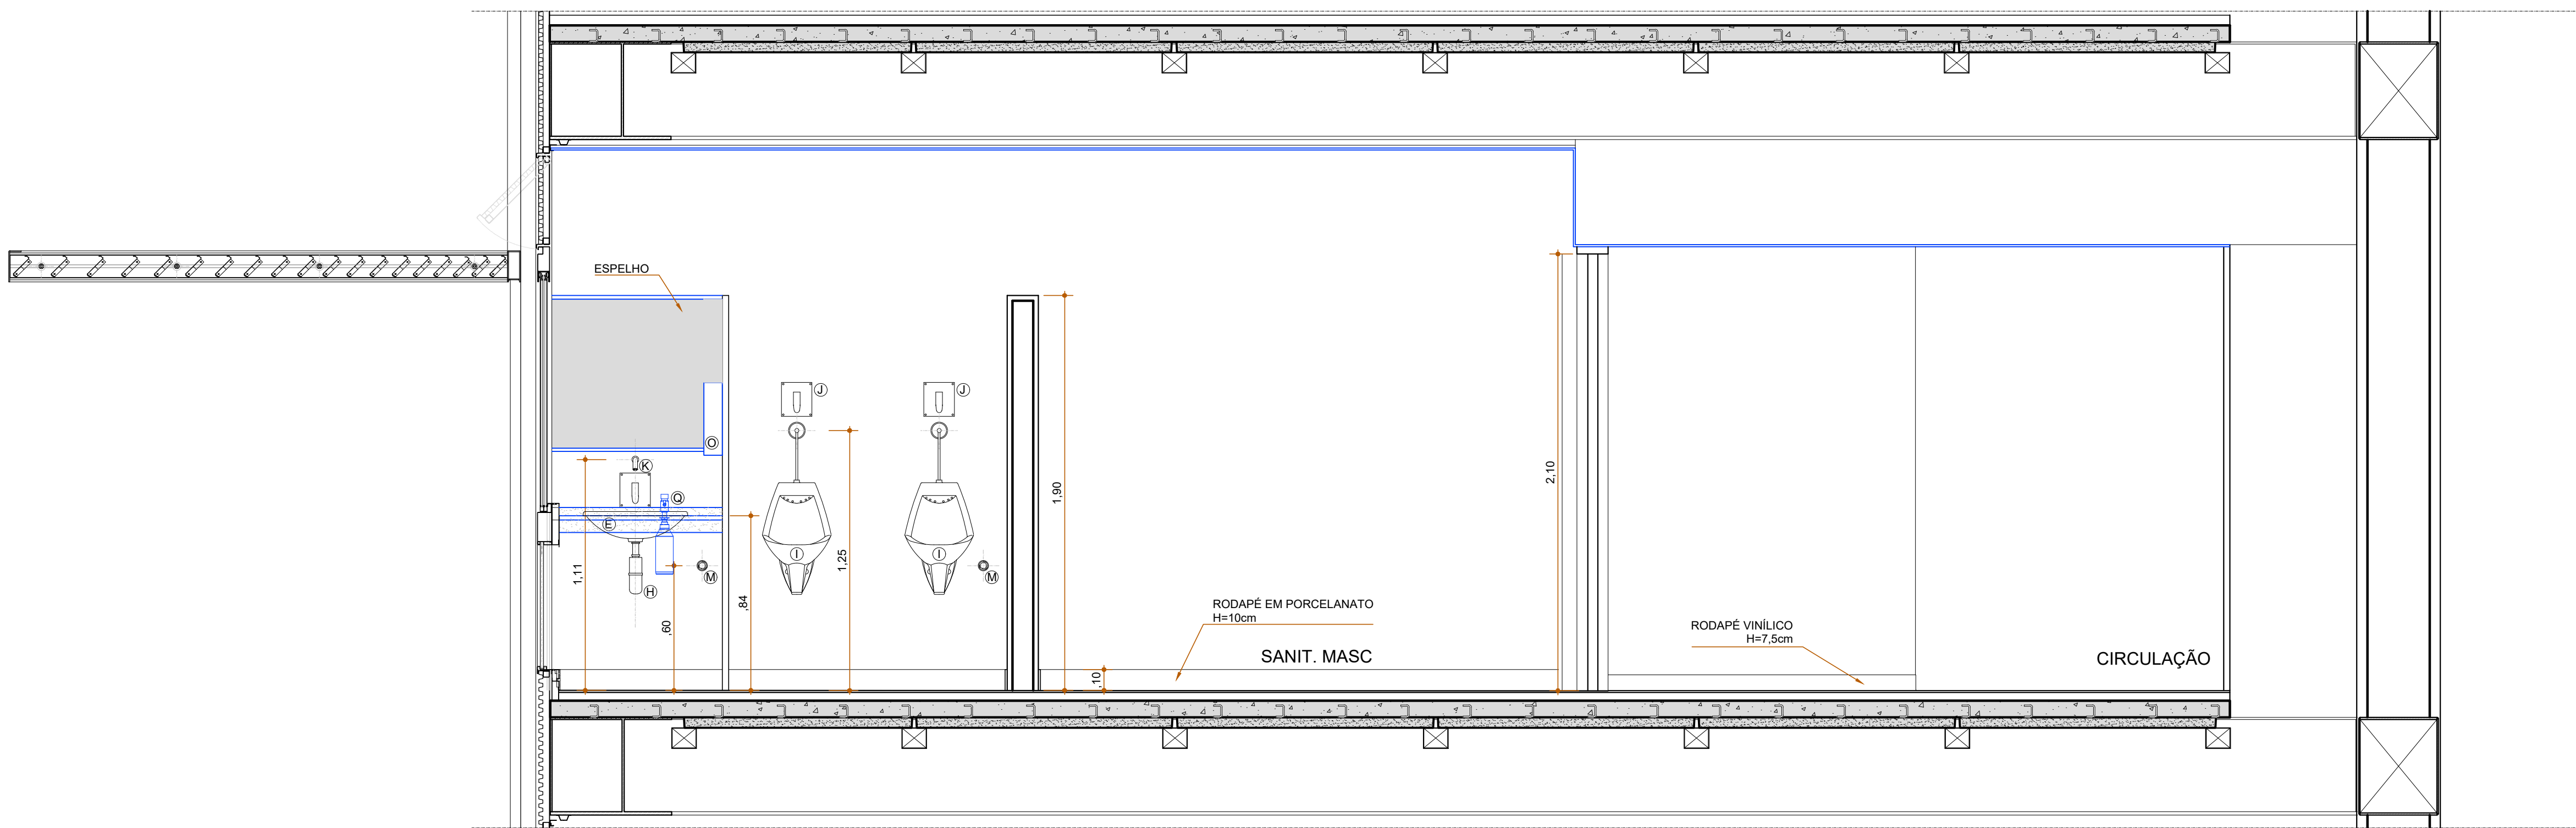 ESPELHO
J
J
O
K
Q
E
1,90
2,10
I
I
1,25
1,11
M
M
H
,84
,60
RODAPÉ EM PORCELANATO
H=10cm
RODAPÉ VINÍLICO
H=7,5cm
SANIT. MASC
CIRCULAÇÃO
,10